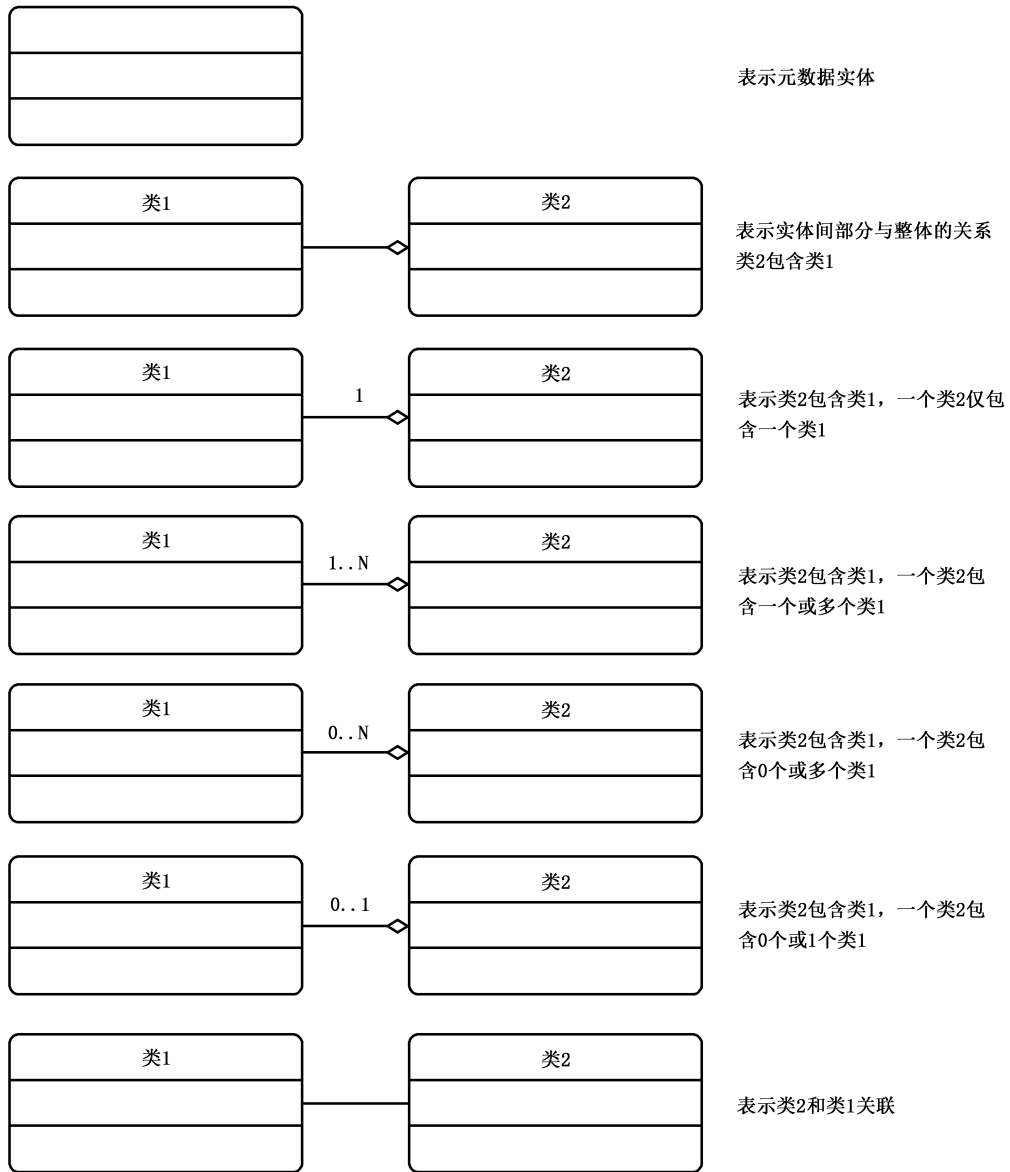 表示元数据实体
类1
类2
表示实体间部分与整体的关系
类2包含类1
类1
1
类2
表示类2包含类1，一个类2仅包
含一个类1
类1
1..N
类2
表示类2包含类1，一个类2包
含一个或多个类1
类1
0..N
类2
表示类2包含类1，一个类2包
含0个或多个类1
类1
0..1
类2
表示类2包含类1，一个类2包
含0个或1个类1
类1
类2
表示类2和类1关联